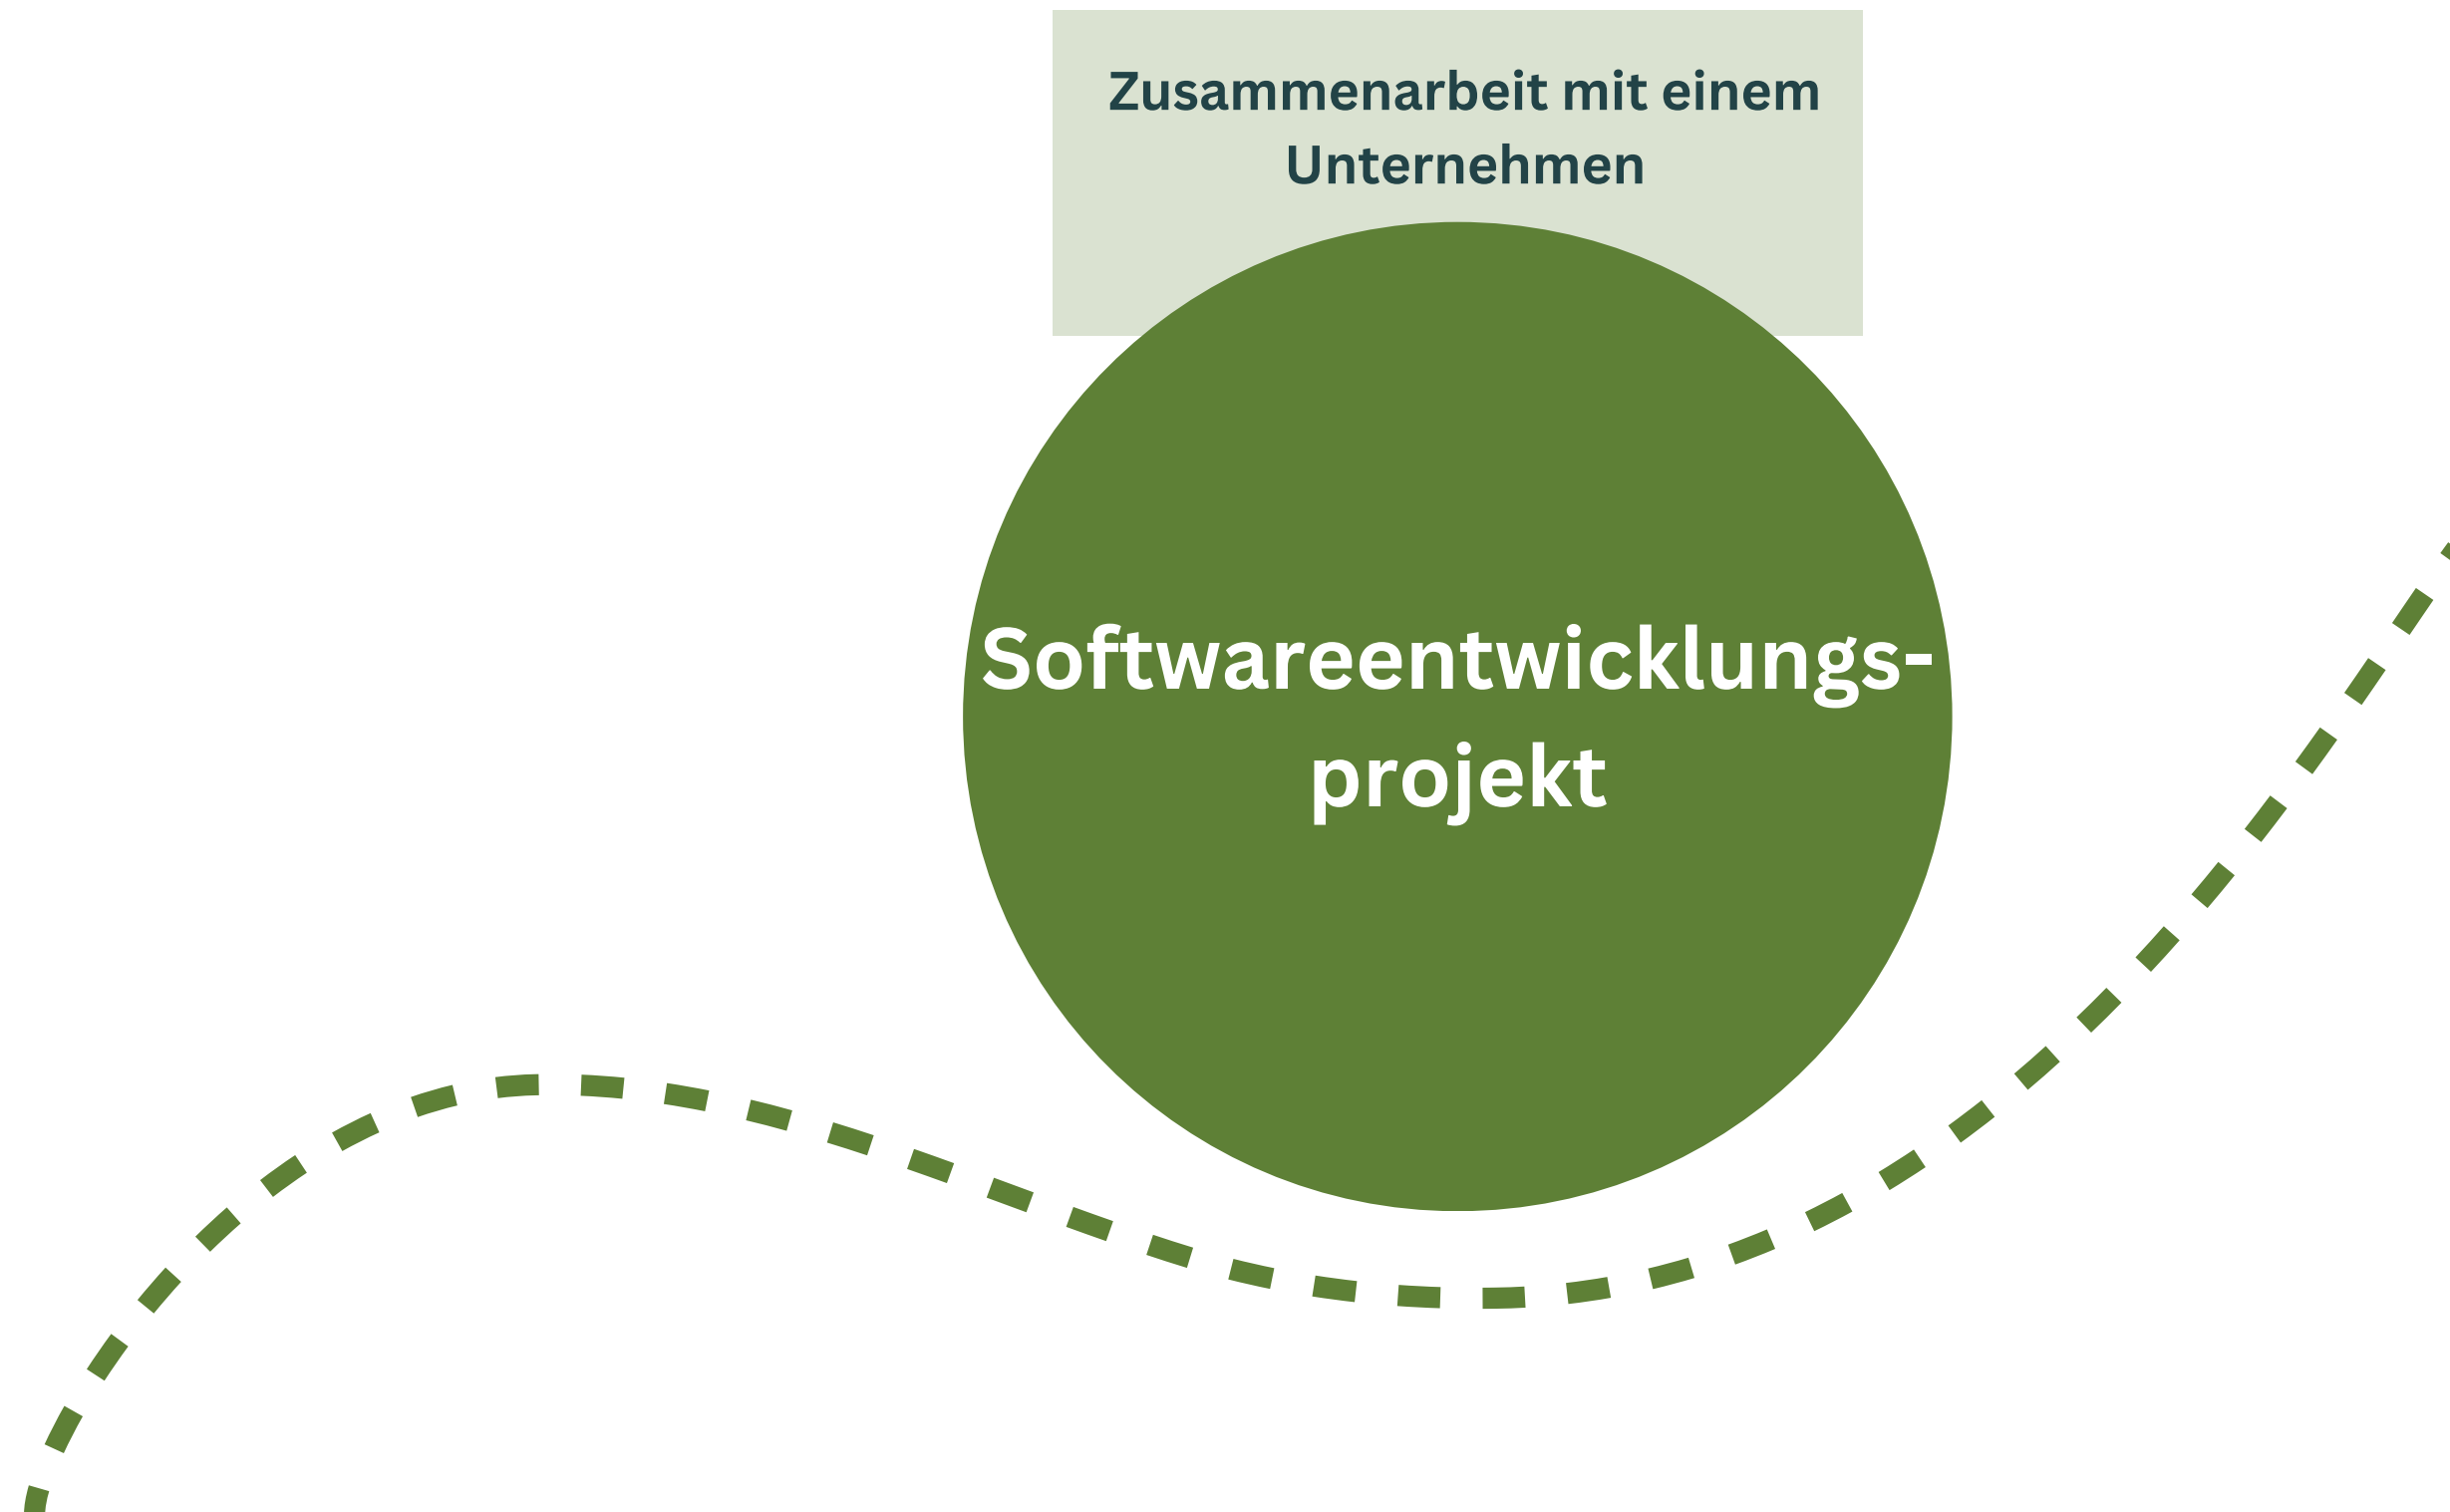 Zusammenarbeit mit einem
Unternehmen
Softwareentwicklungs-
projekt